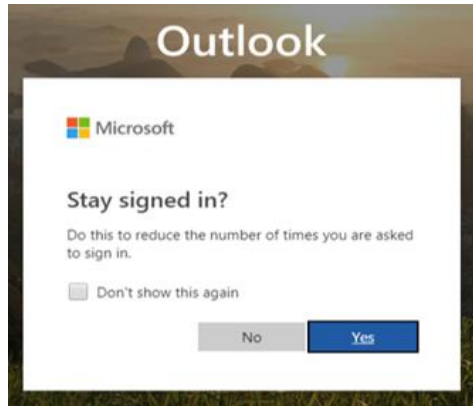 Outlook
Microsoft
Stay signed in?
Do this to reduce the number of times you are asked
to sign in.
Don't show this again
No
Yes